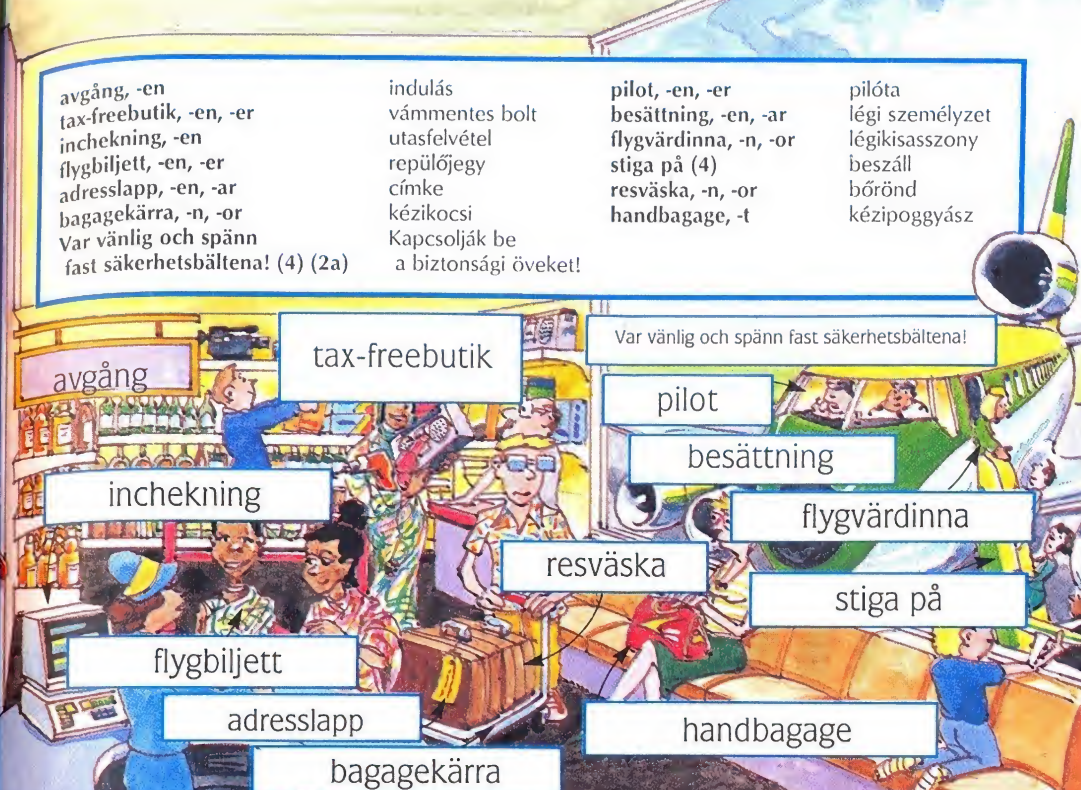 avgång, -en
tax-freebutik, -en, -er
inchekning, -en
flygbiljett, -en, -er
adresslapp, -en, -ar
bagagekärra, -n, -or
Var vänlig och spänn
fast säkerhetsbältena! (4) (2a)
indulás
vámmentes bolt
utasfelvétel
repülőjegy
címke
kézikocsi
Kapcsolják be
a biztonsági öveket!
pilot, -en, -er
besättning, -en, -ar
flygvärdinna, -n, -or
stiga på (4)
resväska, -n, -or
handbagage, -t
pilóta
légi személyzet
légikisasszony
beszáll
bőrönd
kézipoggyász
avgång
tax-freebutik
Var vänlig och spänn fast säkerhetsbältena!
pilot
besättning
inchekning
flygvärdinna
resväska
stiga på
flygbiljett
adresslapp
handbagage
bagagekärra